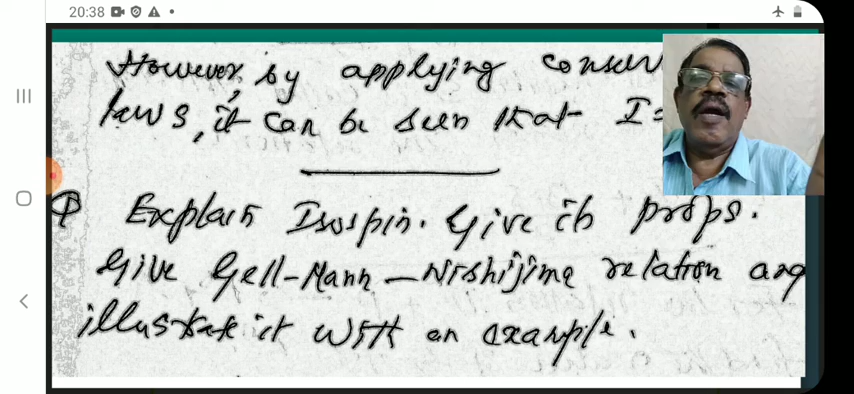 20:38
However, by applying conser
laws, it can be seen that I=
Q Explain Isospin. Give its props.
Give Gell-Mann-Nishijima relation and
illustrate it with an example.